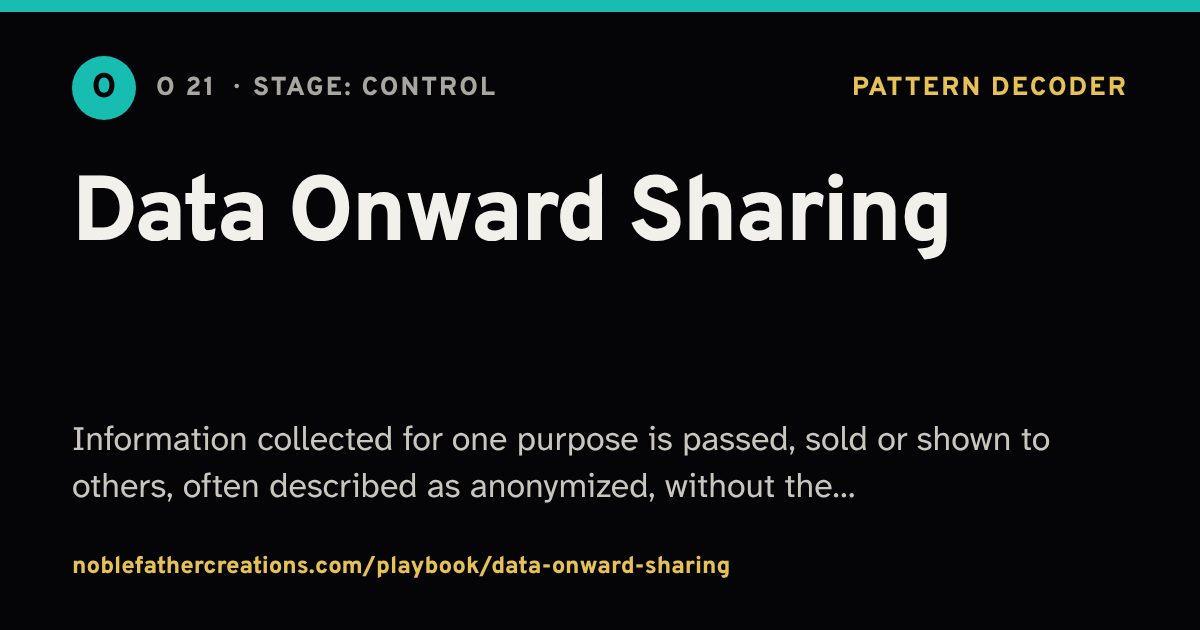 O O 21 · STAGE: CONTROL PATTERN DECODER
Data Onward Sharing
Information collected for one purpose is passed, sold or shown to
others, often described as anonymized, without the...
noblefathercreations.com/playbook/data-onward-sharing